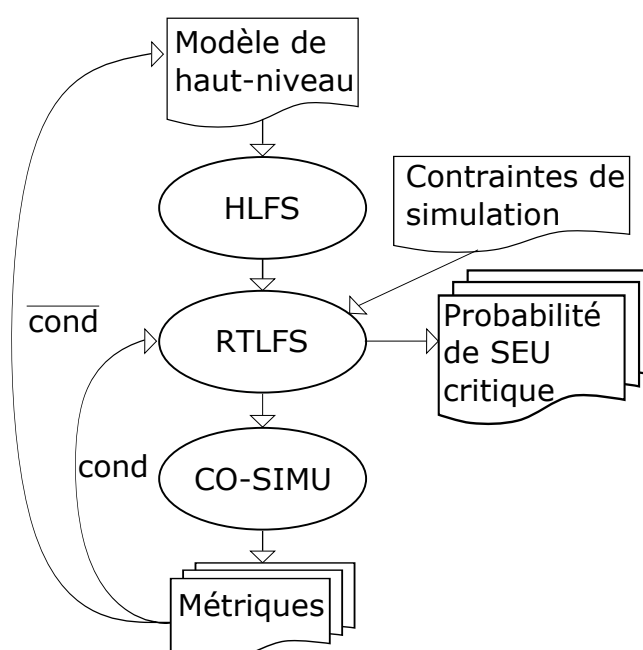 Modèle de
haut-niveau
HLFS
Contraintes de
simulation
cond
RTLFS
Probabilité
de SEU
critique
cond
CO-SIMU
Métriques